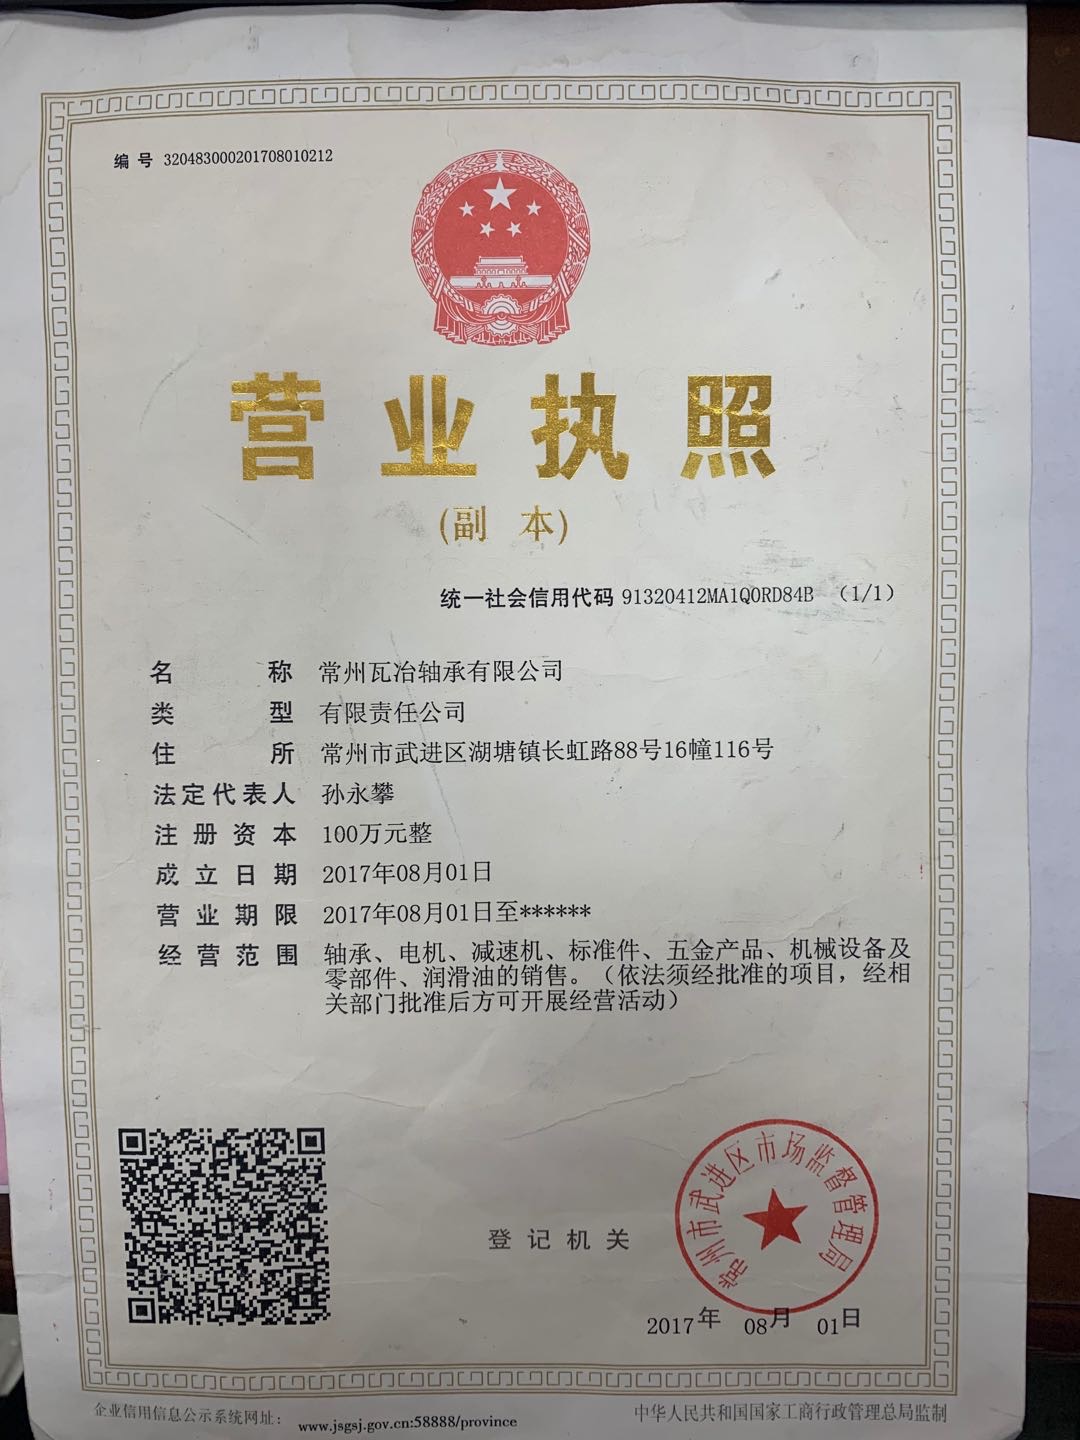 编 号 320483000201708010212
营业执照
(副 本)
统一社会信用代码 91320412MA1Q0RD84B (1/1)
名 称 常州瓦冶轴承有限公司
类 型 有限责任公司
住 所 常州市武进区湖塘镇长虹路88号16幢116号
法定代表人 孙永攀
注册资本 100万元整
成立日期 2017年08月01日
营业期限 2017年08月01日至******
经营范围 轴承、电机、减速机、标准件、五金产品、机械设备及
零部件、润滑油的销售。（依法须经批准的项目，经相
关部门批准后方可开展经营活动）
常州市武进区市场监督管理局
登记机关
2017年 08月 01日
企业信用信息公示系统网址： www.jsgsj.gov.cn:58888/province
中华人民共和国国家工商行政管理总局监制